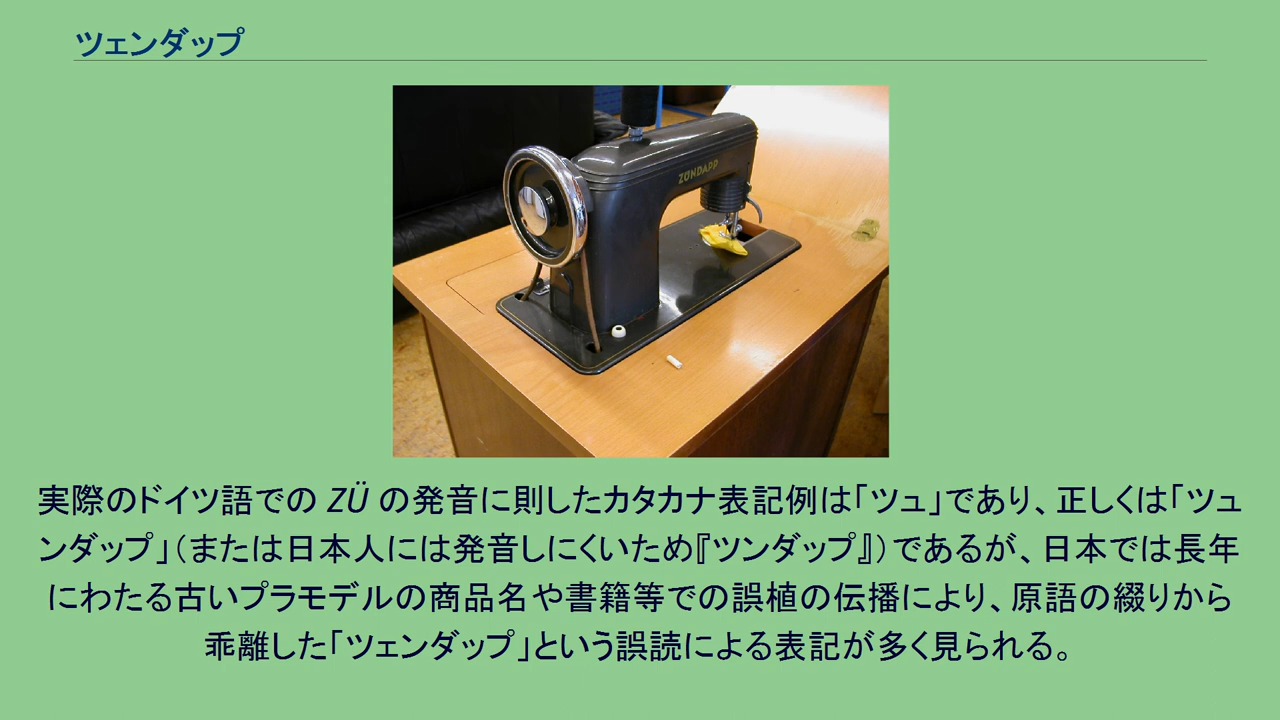 ツェンダップ
ZÜNDAPP
実際のドイツ語での ZÜ の発音に則したカタカナ表記例は「ツュ」であり、正しくは「ツュ
ンダップ」（または日本人には発音しにくいため『ツンダップ』）であるが、日本では長年
にわたる古いプラモデルの商品名や書籍等での誤植の伝播により、原語の綴りから
乖離した「ツェンダップ」という誤読による表記が多く見られる。